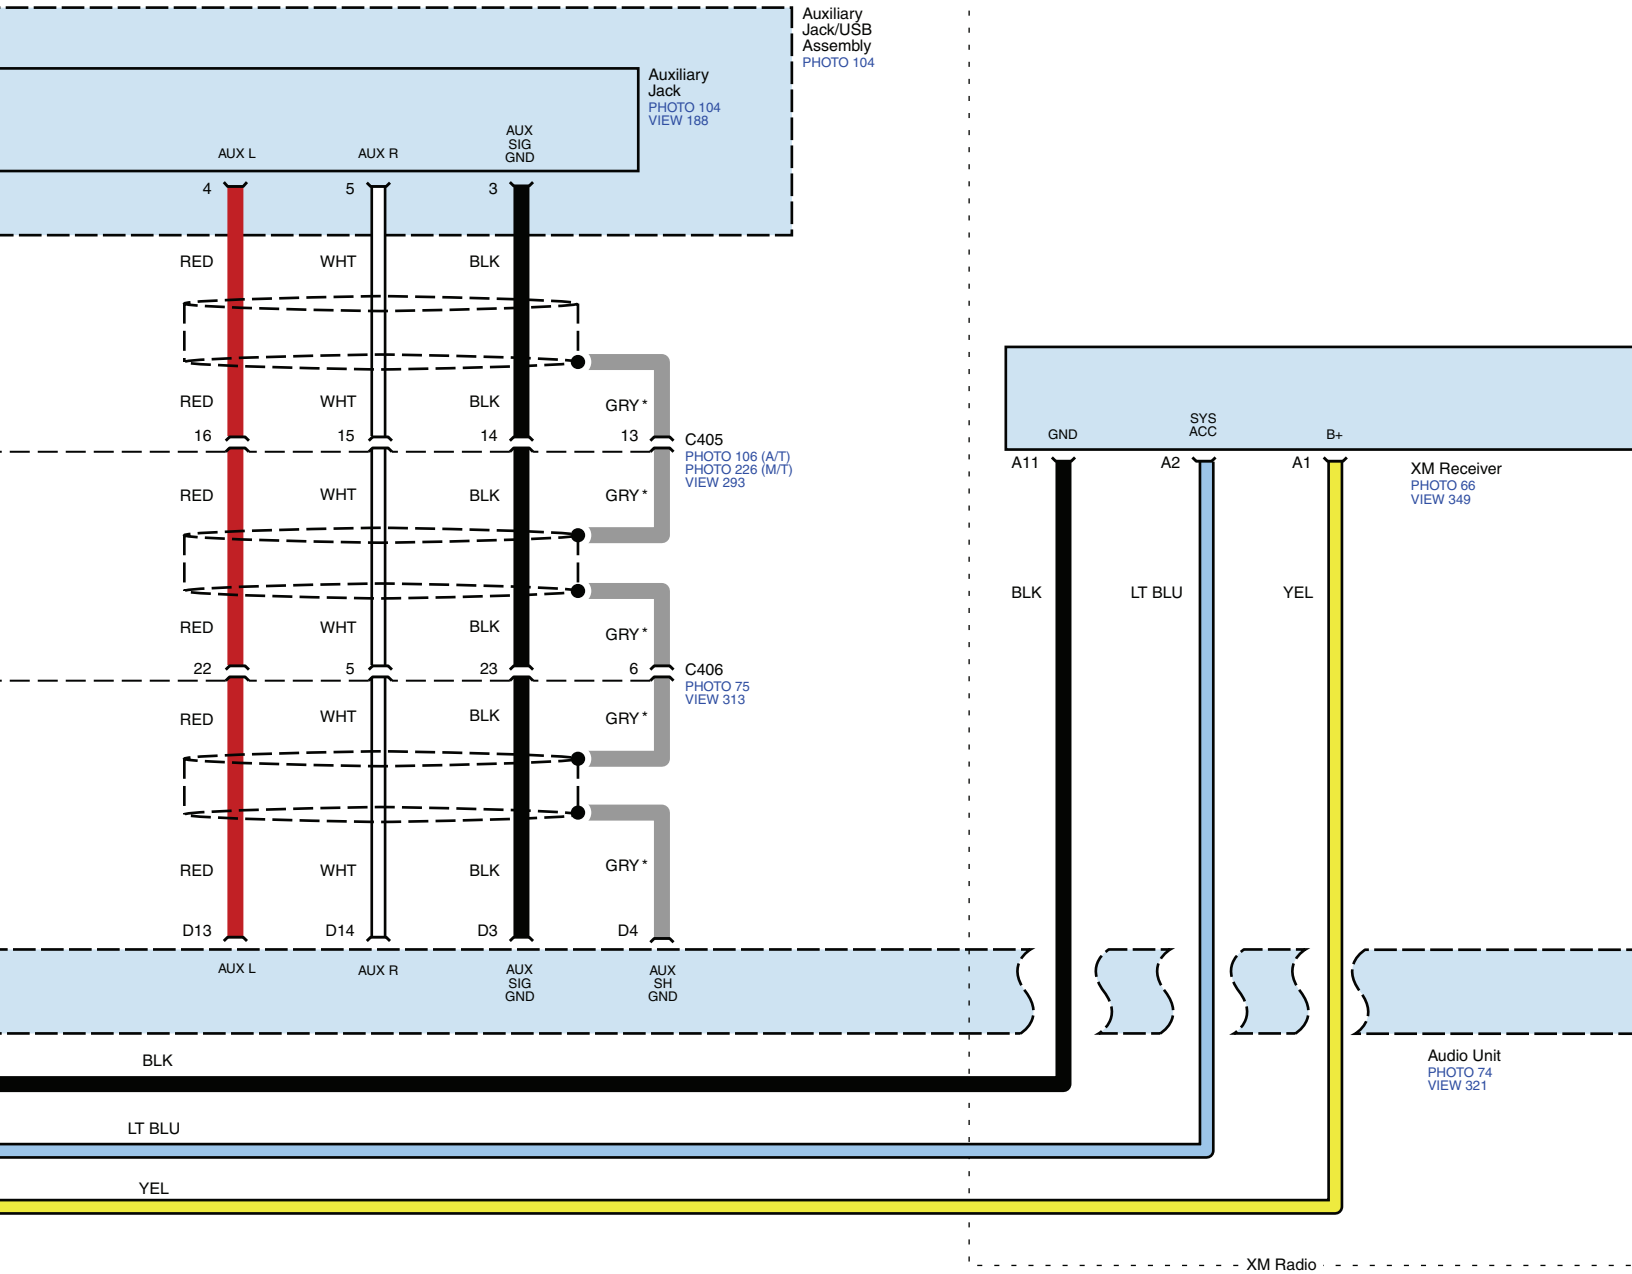 Auxiliary
Jack/USB
Assembly
PHOTO 104
Auxiliary
Jack
PHOTO 104
VIEW 188
AUX L
AUX R
AUX
SIG
GND
4
5
3
RED
WHT
BLK
RED
WHT
BLK
GRY *
16
15
14
13
C405
PHOTO 106 (A/T)
PHOTO 226 (M/T)
VIEW 293
RED
WHT
BLK
GRY *
RED
WHT
BLK
GRY *
22
5
23
6
C406
PHOTO 75
VIEW 313
RED
WHT
BLK
GRY *
RED
WHT
BLK
GRY *
D13
D14
D3
D4
AUX L
AUX R
AUX
SIG
GND
AUX
SH
GND
GND
SYS
ACC
B+
A11
A2
A1
XM Receiver
PHOTO 66
VIEW 349
BLK
LT BLU
YEL
Audio Unit
PHOTO 74
VIEW 321
BLK
LT BLU
YEL
XM Radio